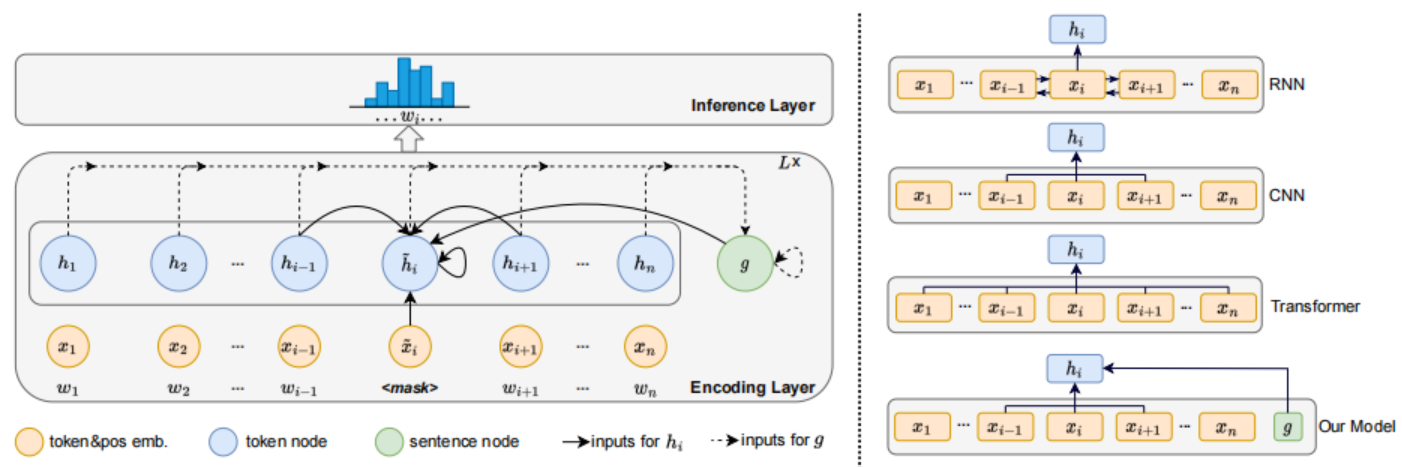 ... w_i ...
Inference Layer
L×
h_1 h_2 ... h_{i-1} h̃_i h_{i+1} ... h_n g
x_1 x_2 ... x_{i-1} x̃_i x_{i+1} ... x_n
w_1 w_2 ... w_{i-1} <mask> w_{i+1} ... w_n Encoding Layer
token&pos emb. token node sentence node inputs for h_i inputs for g
h_i
x_1 ... x_{i-1} x_i x_{i+1} ... x_n RNN
h_i
x_1 ... x_{i-1} x_i x_{i+1} ... x_n CNN
h_i
x_1 ... x_{i-1} x_i x_{i+1} ... x_n Transformer
h_i
x_1 ... x_{i-1} x_i x_{i+1} ... x_n g Our Model